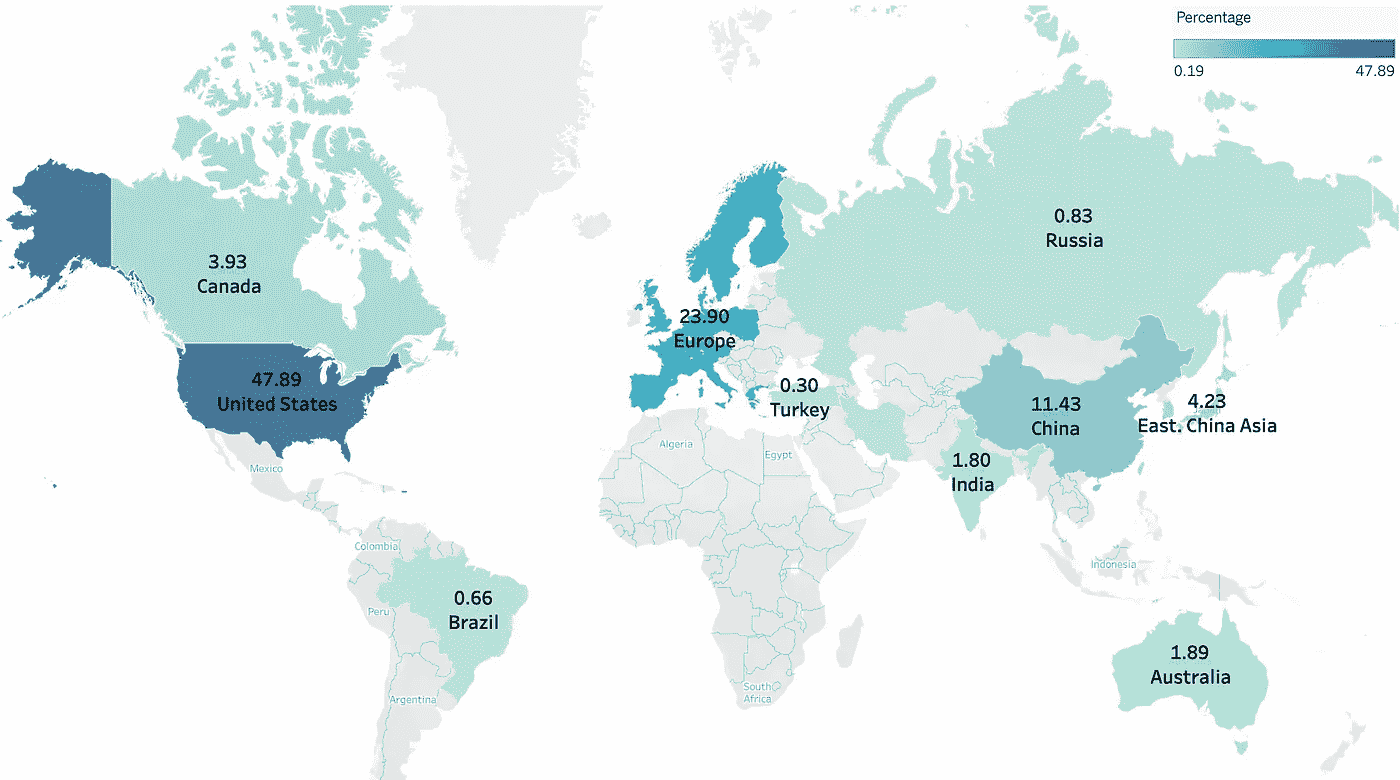 Percentage
0.19
47.89
0.83
Russia
3.93
Canada
23.90
Europe
47.89
United States
0.30
Turkey
11.43
China
4.23
East. China Asia
Algeria
Egypt
1.80
India
Mexico
Colombia
Indonesia
0.66
Brazil
Peru
1.89
Australia
South
Africa
Argentina